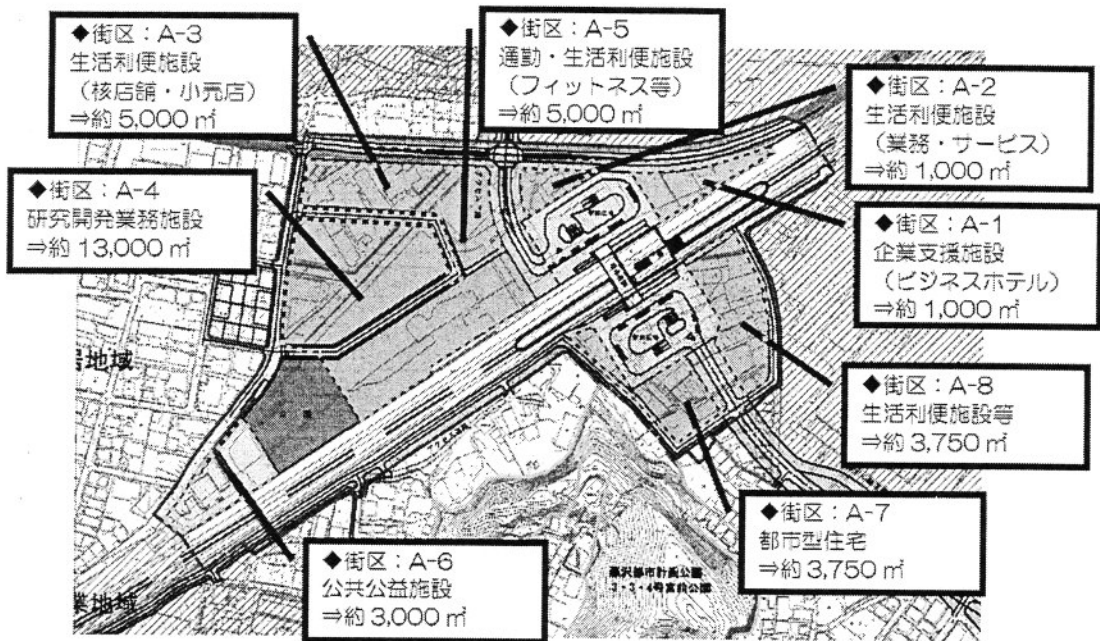 ◆街区：A-3
生活利便施設
（核店舗・小売店）
⇒約 5,000 ㎡
◆街区：A-5
通勤・生活利便施設
（フィットネス等）
⇒約 5,000 ㎡
◆街区：A-2
生活利便施設
（業務・サービス）
⇒約 1,000 ㎡
◆街区：A-4
研究開発業務施設
⇒約 13,000 ㎡
◆街区：A-1
企業支援施設
（ビジネスホテル）
⇒約 1,000 ㎡
居地域
◆街区：A-8
生活利便施設等
⇒約 3,750 ㎡
◆街区：A-7
都市型住宅
⇒約 3,750 ㎡
◆街区：A-6
公共公益施設
⇒約 3,000 ㎡
藤沢都市計画公園
3・3・4号宮前公園
業地域